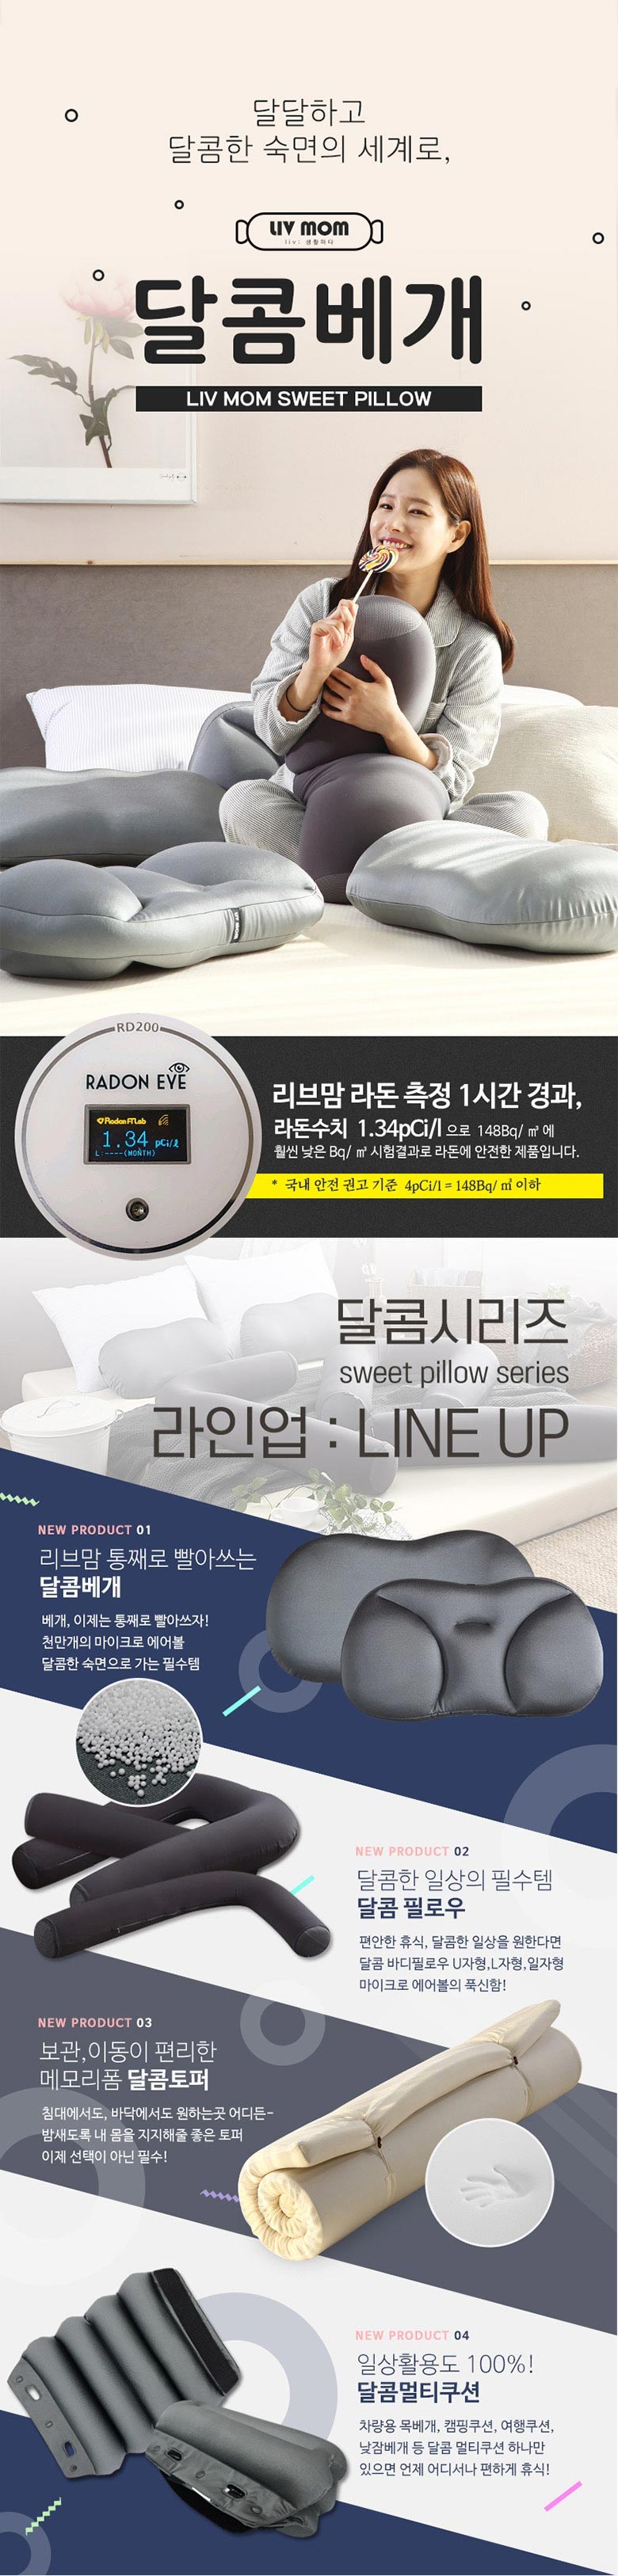 달달하고
달콤한 숙면의 세계로,
LIV MOM
liv: 생활하다
달콤베개
LIV MOM SWEET PILLOW
RD200
RADON EYE
Radon FTLab
1.34 pCi/ℓ
L:----(MONTH)
리브맘 라돈 측정 1시간 경과,
라돈수치 1.34pCi/l 으로 148Bq/㎥에
훨씬 낮은 Bq/㎥ 시험결과로 라돈에 안전한 제품입니다.
* 국내 안전 권고 기준 4pCi/l = 148Bq/㎥ 이하
달콤시리즈
sweet pillow series
라인업 : LINE UP
NEW PRODUCT 01
리브맘 통째로 빨아쓰는
달콤베개
베개, 이제는 통째로 빨아쓰자!
천만개의 마이크로 에어볼
달콤한 숙면으로 가는 필수템
NEW PRODUCT 02
달콤한 일상의 필수템
달콤 필로우
편안한 휴식, 달콤한 일상을 원한다면
달콤 바디필로우 U자형,L자형,일자형
마이크로 에어볼의 푹신함!
NEW PRODUCT 03
보관,이동이 편리한
메모리폼 달콤토퍼
침대에서도, 바닥에서도 원하는곳 어디든-
밤새도록 내 몸을 지지해줄 좋은 토퍼
이제 선택이 아닌 필수!
NEW PRODUCT 04
일상활용도 100%!
달콤멀티쿠션
차량용 목베개, 캠핑쿠션, 여행쿠션,
낮잠베개 등 달콤 멀티쿠션 하나만
있으면 언제 어디서나 편하게 휴식!